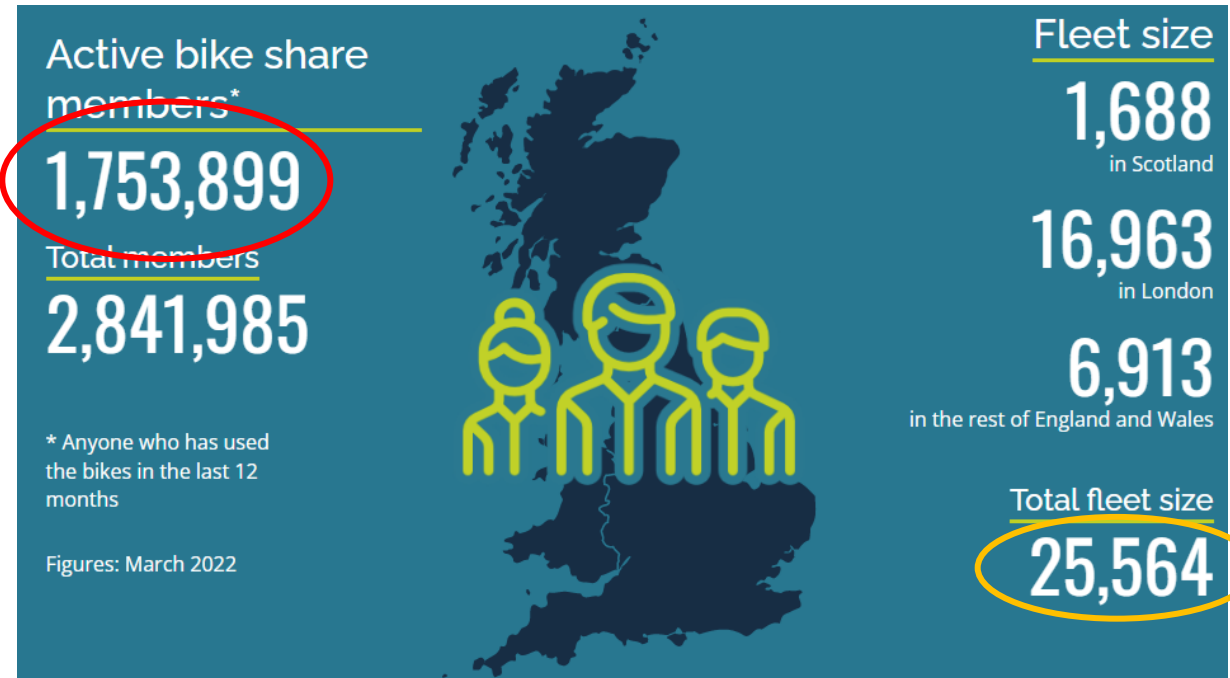 Active bike share
members*
1,753,899
Total members
2,841,985
* Anyone who has used
the bikes in the last 12
months
Figures: March 2022
Fleet size
1,688
in Scotland
16,963
in London
6,913
in the rest of England and Wales
Total fleet size
25,564